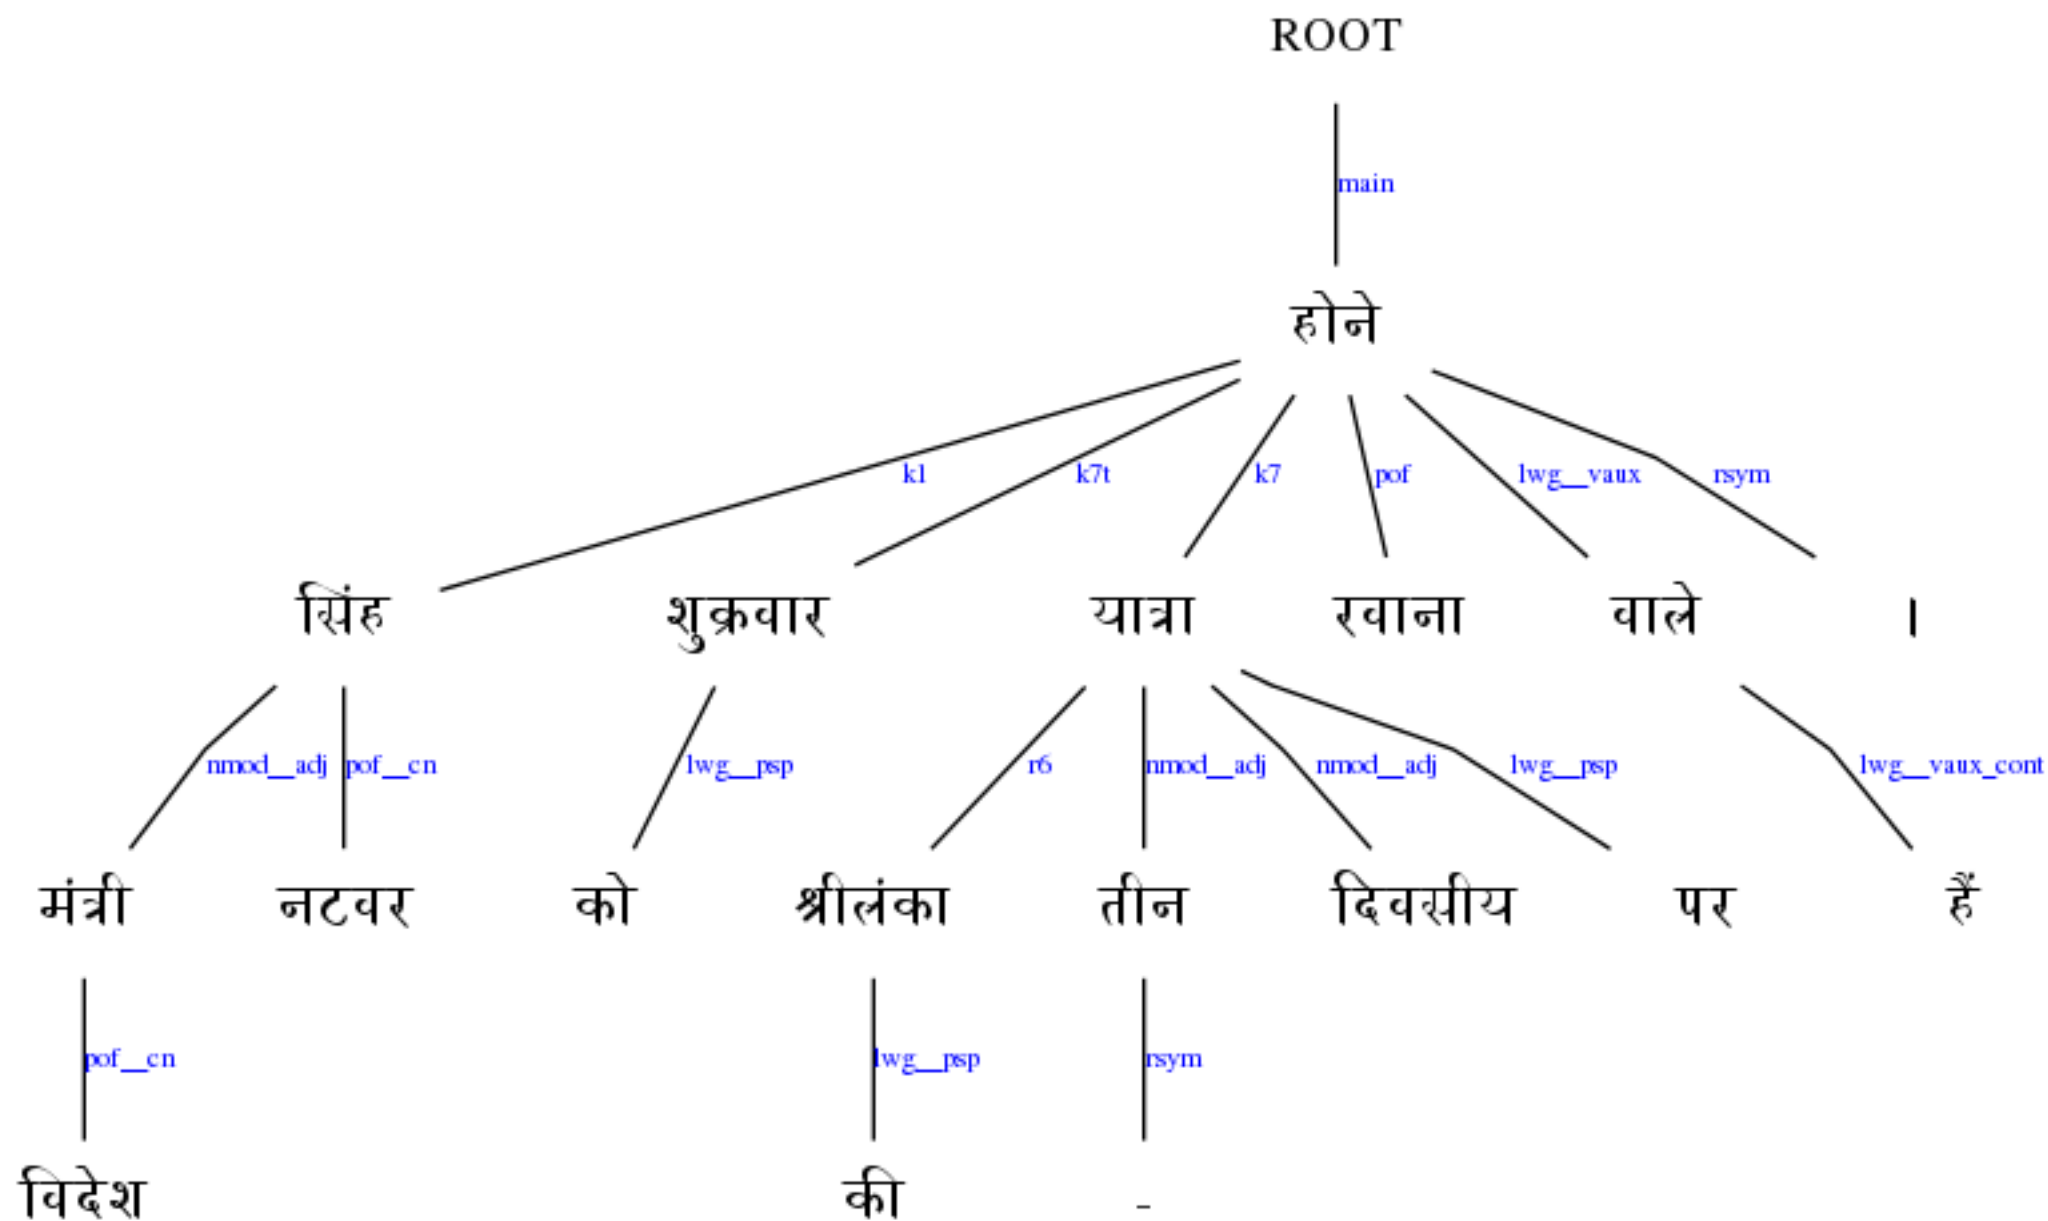 ROOT
main
होने
k1 k7t k7 pof lwg__vaux rsym
सिंह शुक्रवार यात्रा रवाना वाले ।
nmod__adj pof__cn lwg__psp r6 nmod__adj nmod__adj lwg__psp lwg__vaux_cont
मंत्री नटवर को श्रीलंका तीन दिवसीय पर हैं
pof__cn lwg__psp rsym
विदेश की -